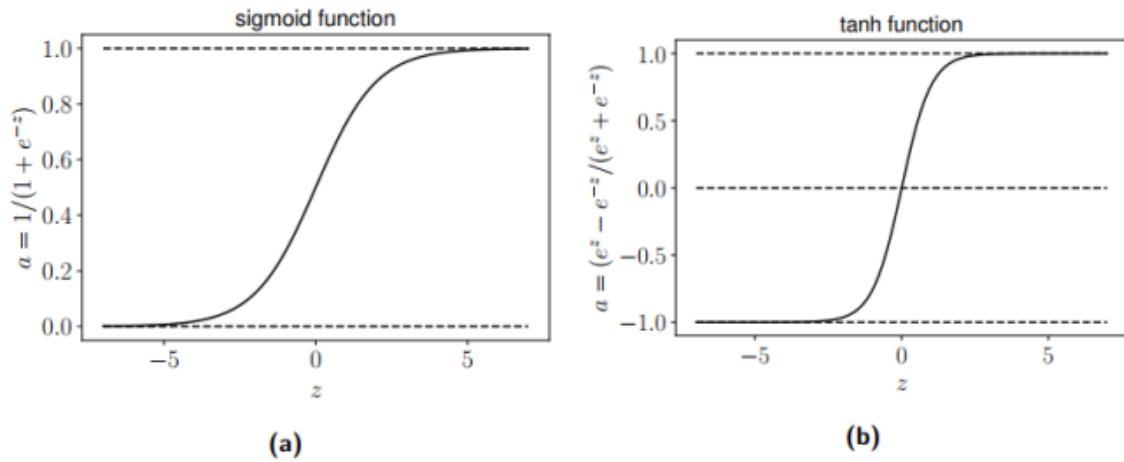 sigmoid function
1.0
0.8
0.6
0.4
0.2
0.0
a = 1/(1 + e^{-z})
−5
0
5
z
(a)
tanh function
1.0
0.5
0.0
−0.5
−1.0
a = (e^z − e^{-z}/(e^z + e^{-z})
−5
0
5
z
(b)